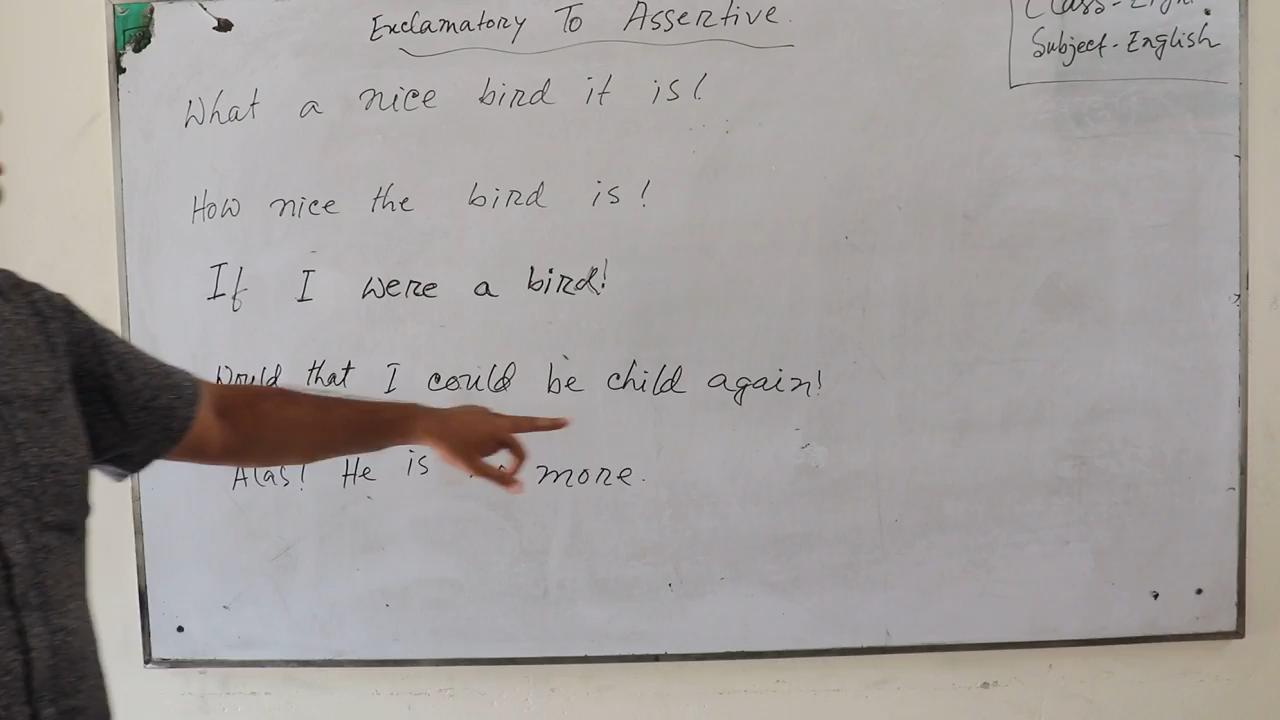 Exclamatory To Assertive.
Subject- English
What a nice bird it is!
How nice the bird is!
If I were a bird!
Would that I could be child again!
Alas! He is more.